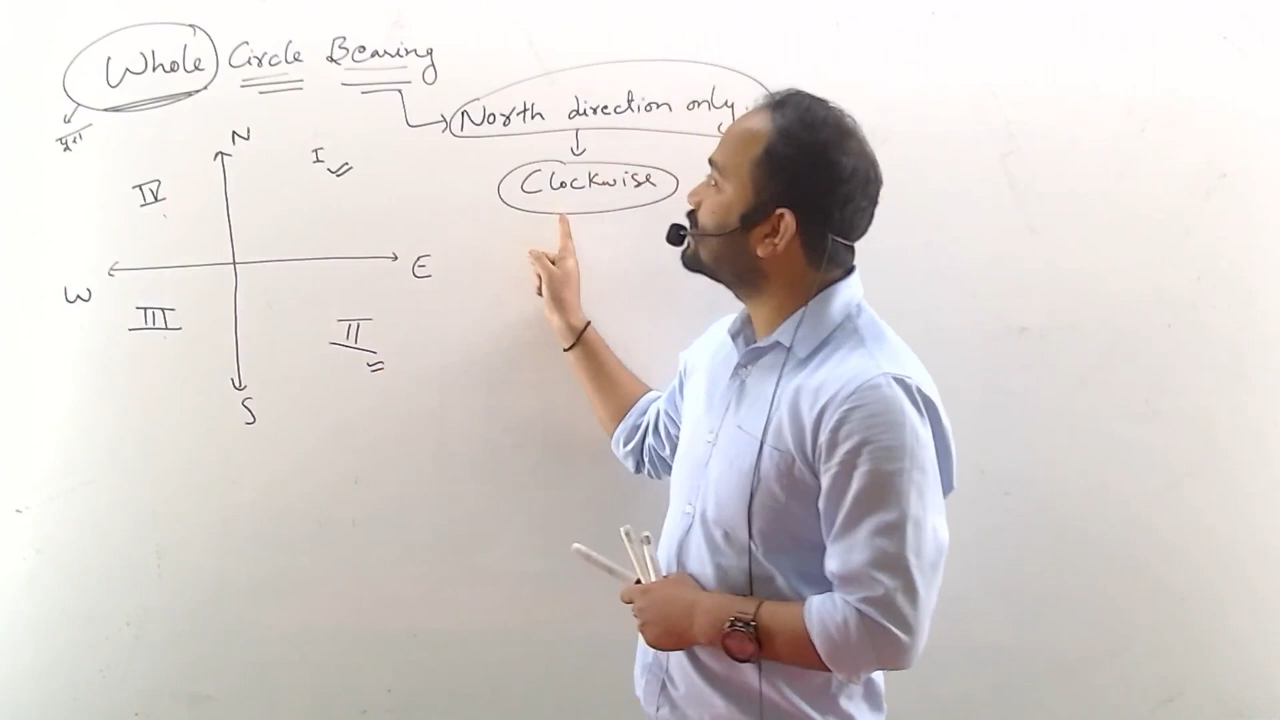 Whole Circle Bearing
North direction only
Clockwise
N
I
IV
E
W
III
II
S